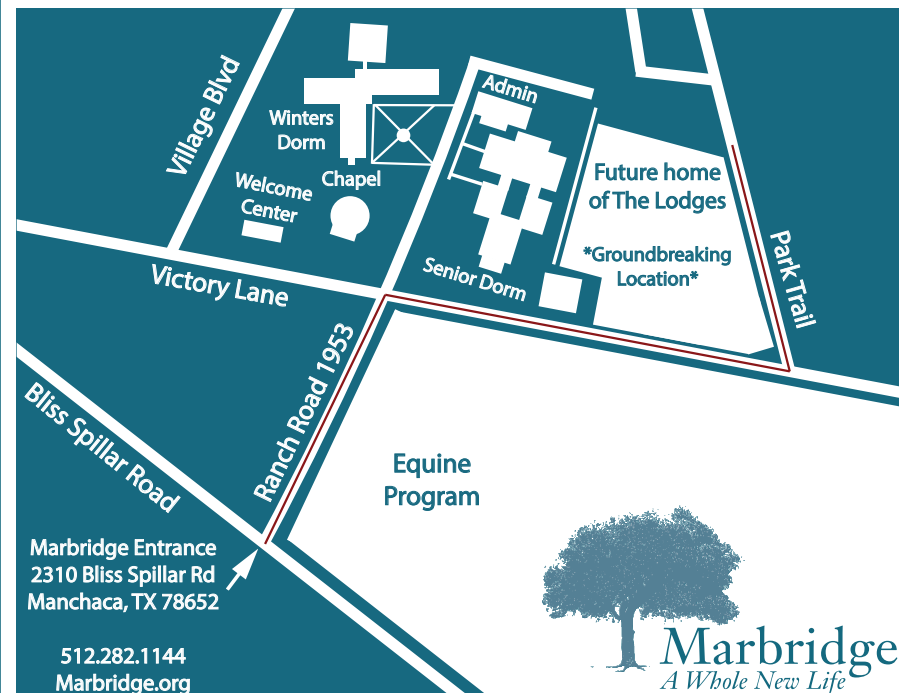 Village Blvd
Winters
Dorm
Admin
Welcome
Center
Chapel
Future home
of The Lodges
*Groundbreaking
Location*
Park Trail
Senior Dorm
Victory Lane
Ranch Road 1953
Bliss Spillar Road
Equine
Program
Marbridge Entrance
2310 Bliss Spillar Rd
Manchaca, TX 78652
512.282.1144
Marbridge.org
Marbridge
A Whole New Life